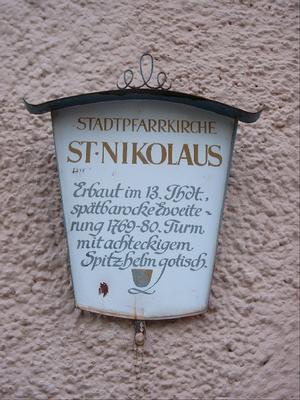 STADTPFARRKIRCHE
ST·NIKOLAUS
Erbaut im 13. Jhdt,
spätbarocke Erweite-
rung 1769-80. Turm
mit achteckigem
Spitzhelm gotisch.